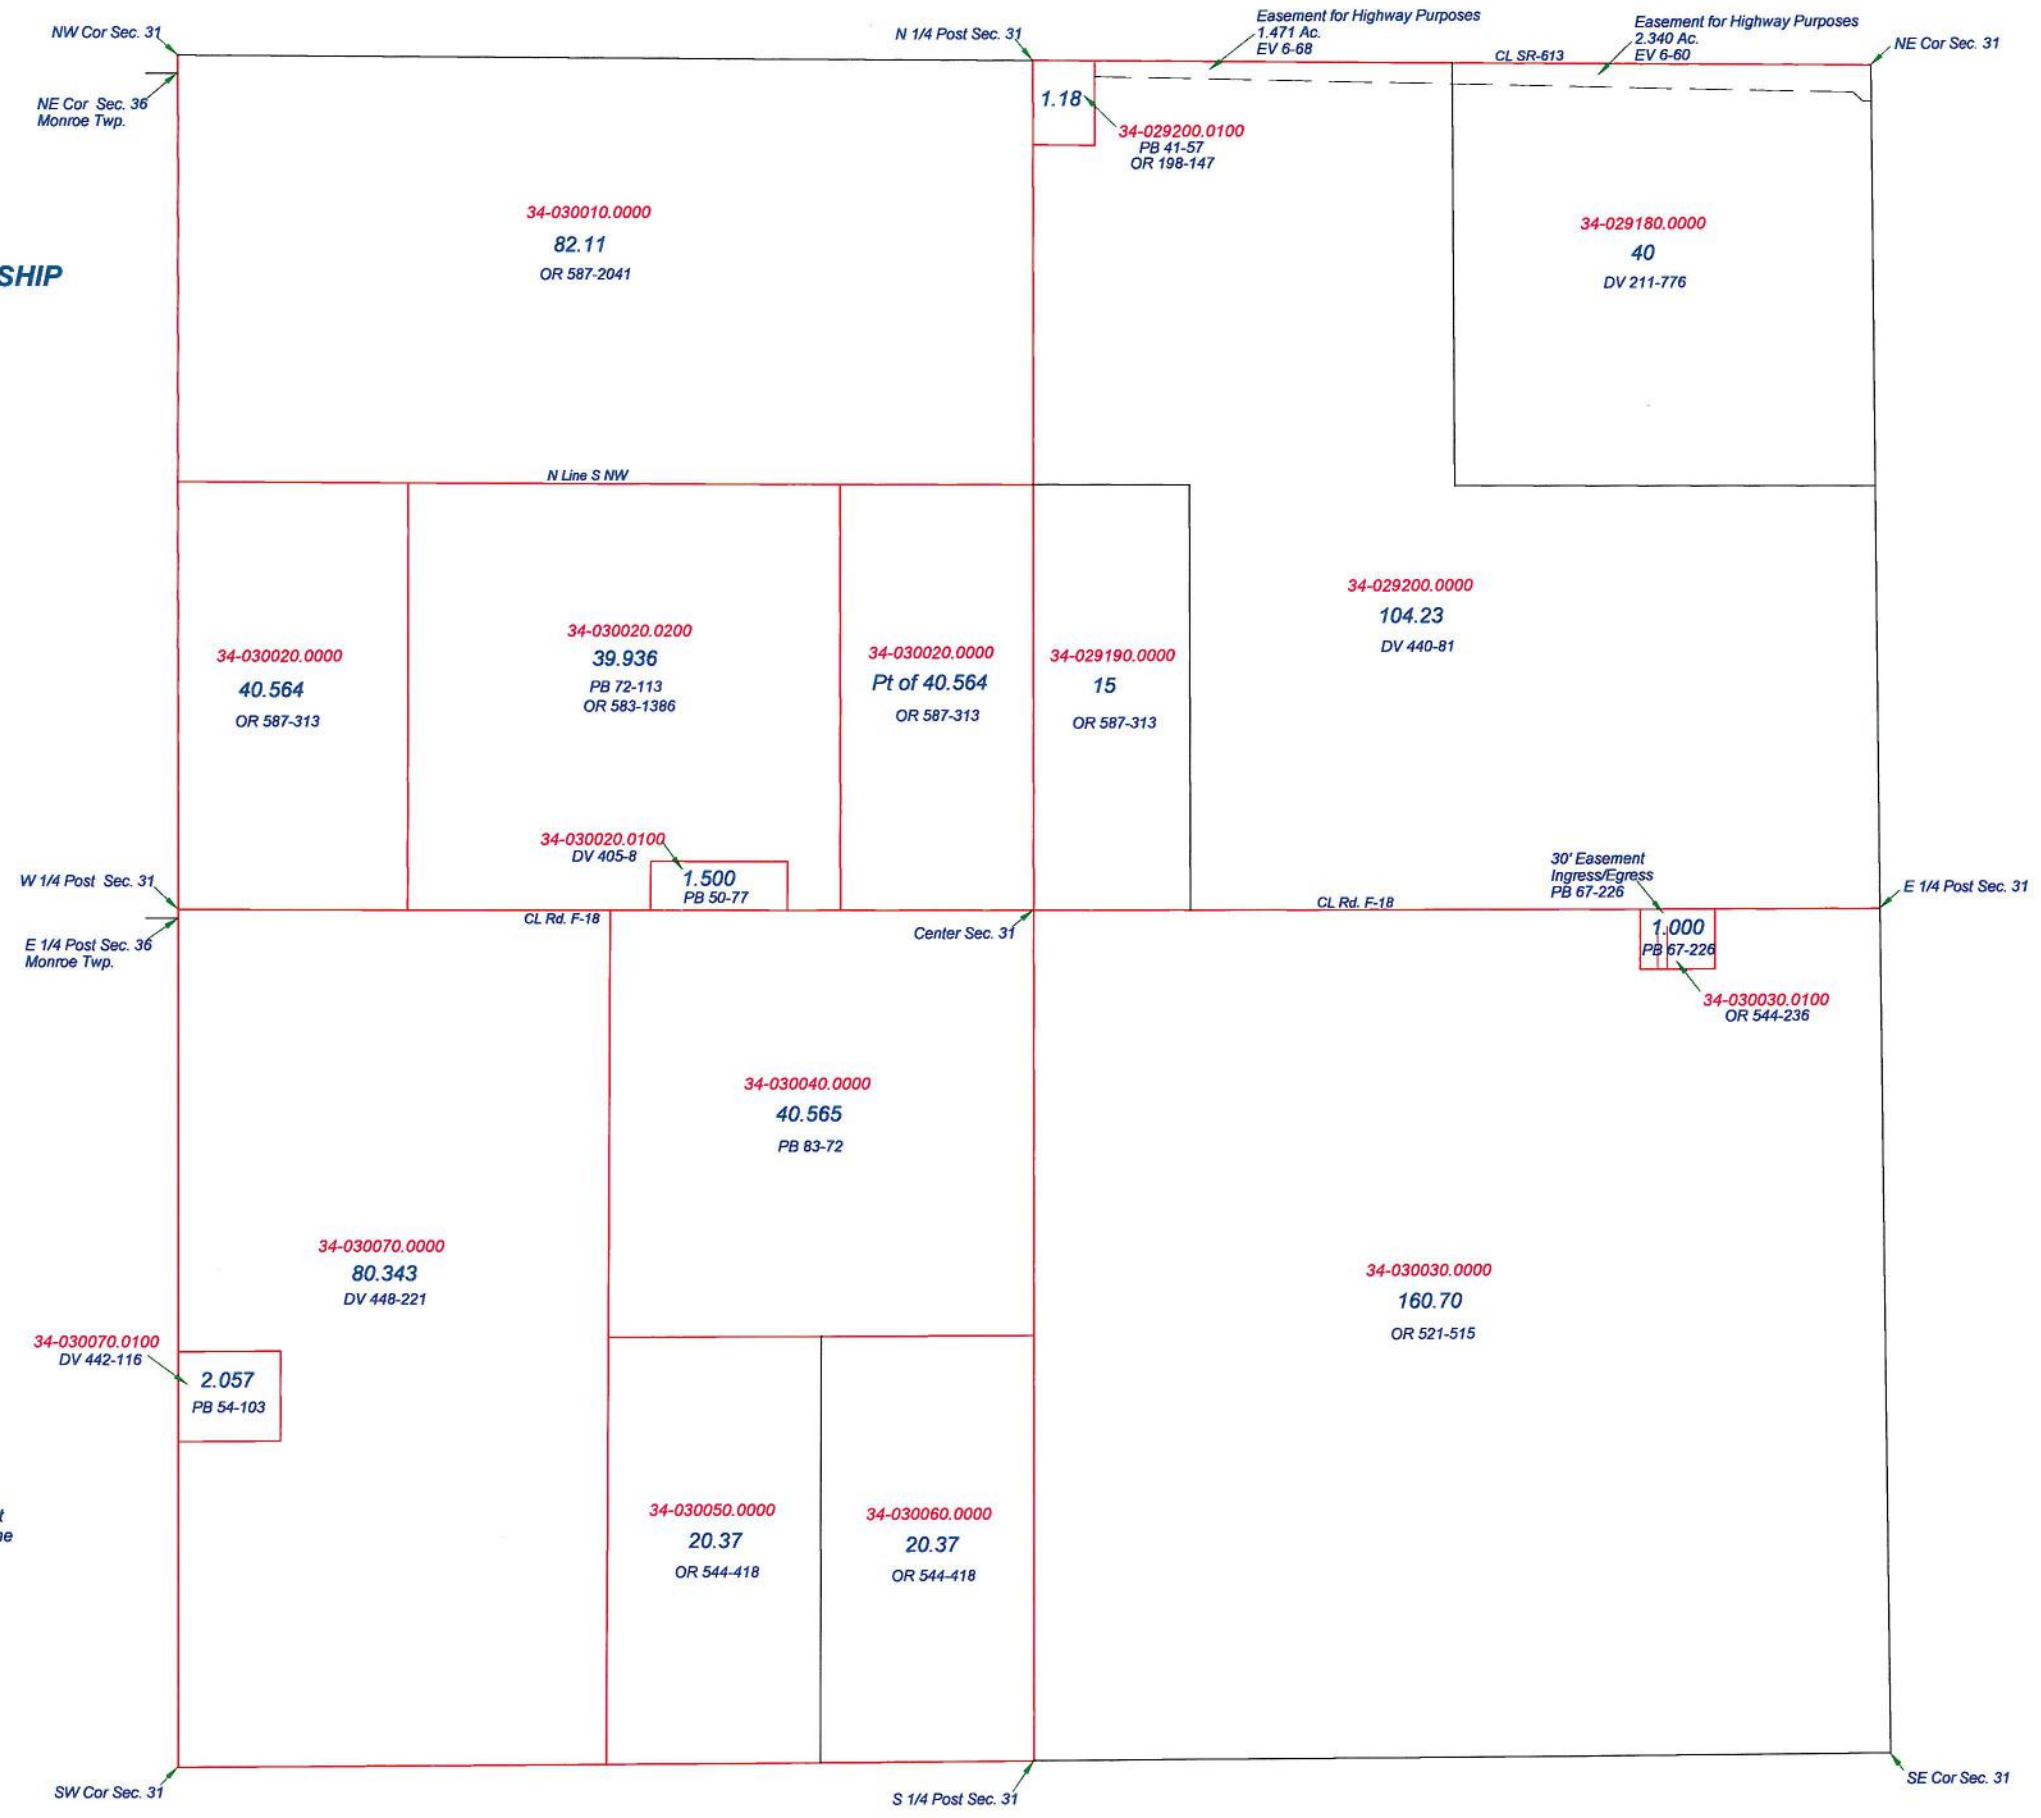 NW Cor Sec. 31
N 1/4 Post Sec. 31
Easement for Highway Purposes
1.471 Ac.
EV 6-68
Easement for Highway Purposes
2.340 Ac.
EV 6-60
CL SR-613
NE Cor Sec. 31
NE Cor Sec. 36
Monroe Twp.
1.18
34-029200.0100
PB 41-57
OR 198-147
34-030010.0000
82.11
OR 587-2041
34-029180.0000
40
DV 211-776
SHIP
N Line S NW
34-030020.0000
40.564
OR 587-313
34-030020.0200
39.936
PB 72-113
OR 583-1386
34-030020.0000
Pt of 40.564
OR 587-313
34-029190.0000
15
OR 587-313
34-029200.0000
104.23
DV 440-81
34-030020.0100
DV 405-8
1.500
PB 50-77
30' Easement
Ingress/Egress
PB 67-226
W 1/4 Post Sec. 31
E 1/4 Post Sec. 31
CL Rd. F-18
Center Sec. 31
CL Rd. F-18
E 1/4 Post Sec. 36
Monroe Twp.
1.000
PB 67-226
34-030030.0100
OR 544-236
34-030040.0000
40.565
PB 83-72
34-030070.0000
80.343
DV 448-221
34-030030.0000
160.70
OR 521-515
34-030070.0100
DV 442-116
2.057
PB 54-103
34-030050.0000
20.37
OR 544-418
34-030060.0000
20.37
OR 544-418
SW Cor Sec. 31
S 1/4 Post Sec. 31
SE Cor Sec. 31